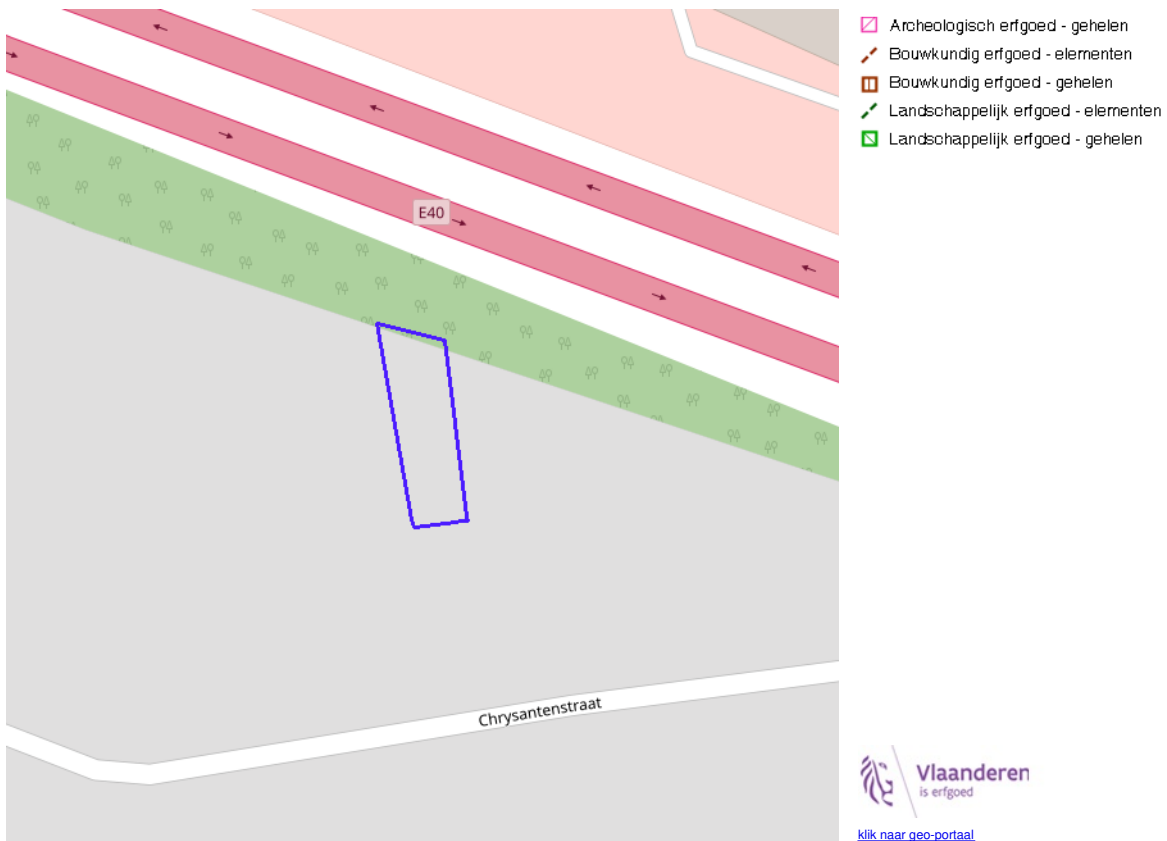 E40
Chrysantenstraat
Archeologisch erfgoed - gehelen
Bouwkundig erfgoed - elementen
Bouwkundig erfgoed - gehelen
Landschappelijk erfgoed - elementen
Landschappelijk erfgoed - gehelen
Vlaanderen
is erfgoed
klik naar geo-portaal